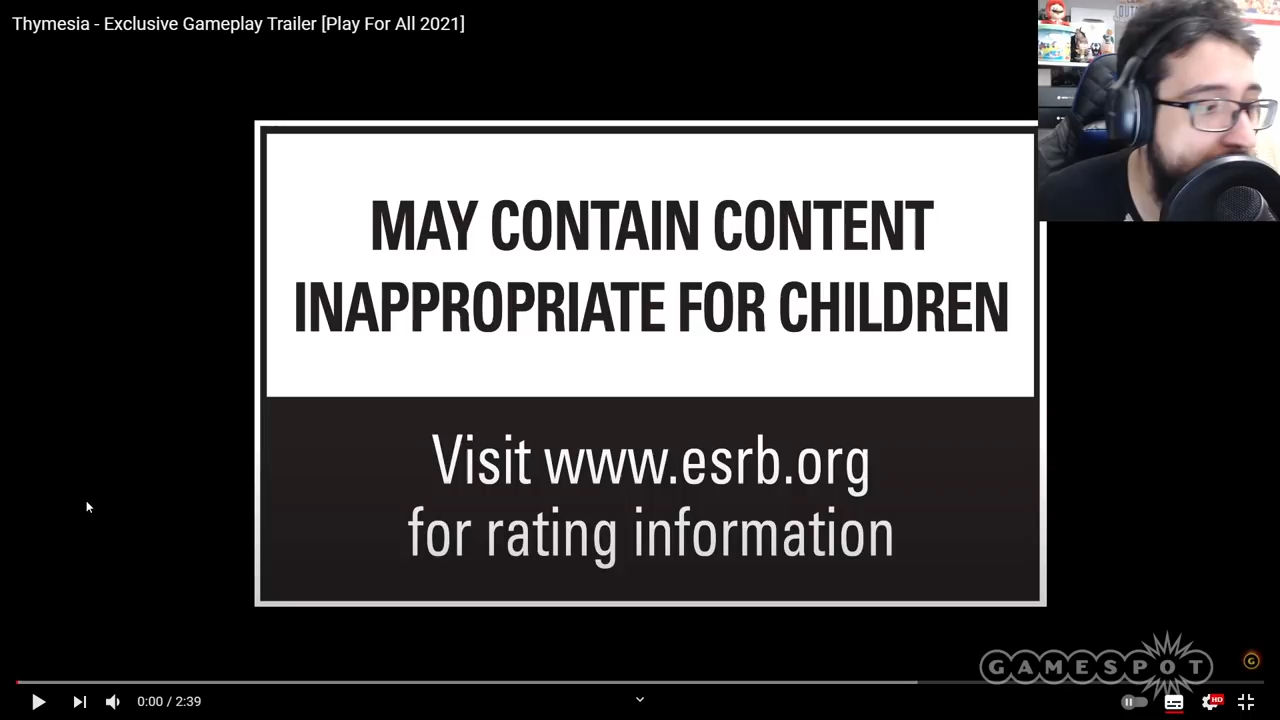 Thymesia - Exclusive Gameplay Trailer [Play For All 2021]
MAY CONTAIN CONTENT
INAPPROPRIATE FOR CHILDREN
Visit www.esrb.org
for rating information
GAMESPOT
G
0:00 / 2:39
HD